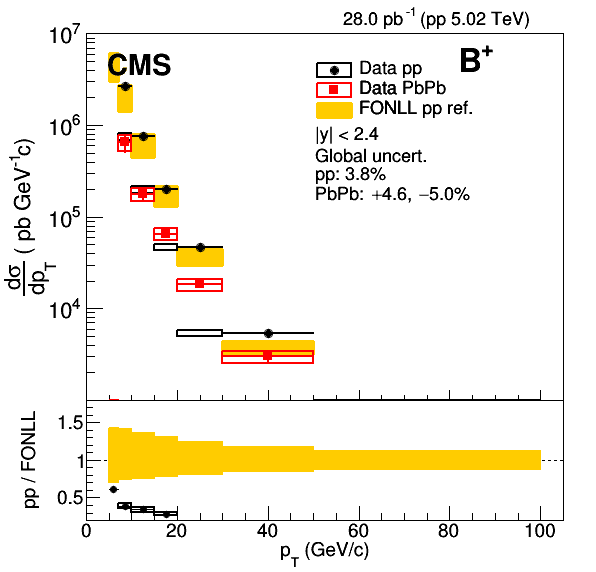 28.0 pb⁻¹ (pp 5.02 TeV)
10⁷
CMS
B⁺
Data pp
Data PbPb
FONLL pp ref.
|y| < 2.4
Global uncert.
pp: 3.8%
PbPb: +4.6, −5.0%
10⁶
10⁵
10⁴
dσ/dp_T ( pb GeV⁻¹c)
1.5
1
0.5
pp / FONLL
0 20 40 60 80 100
p_T (GeV/c)